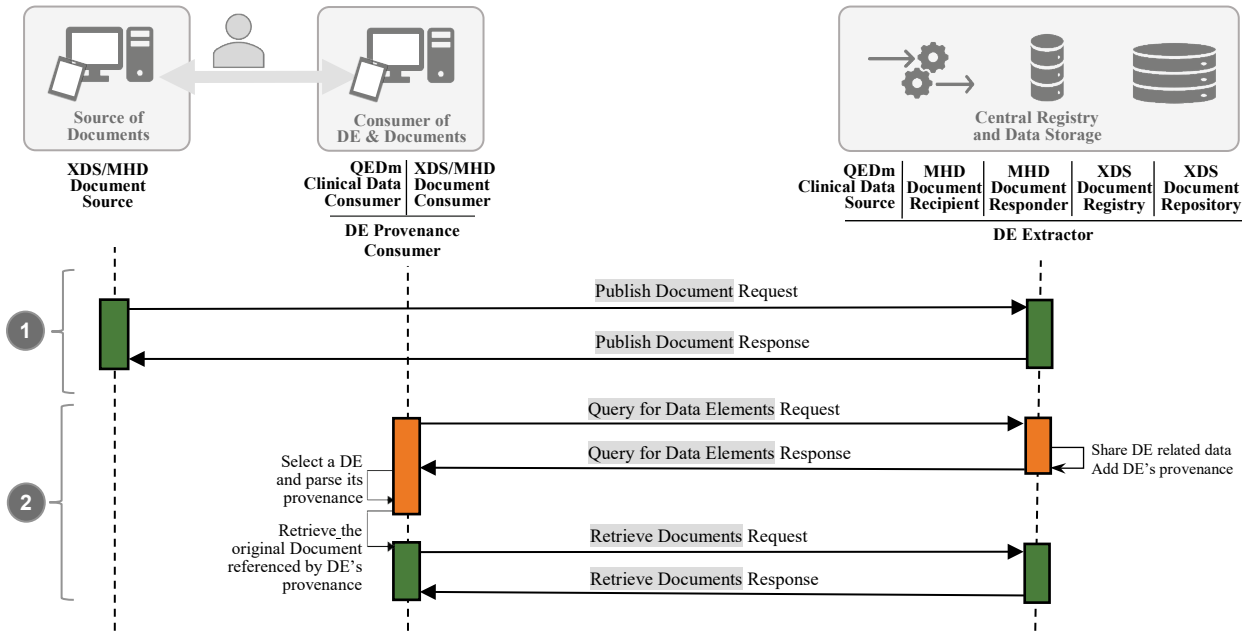 Source of
Documents
Consumer of
DE & Documents
Central Registry
and Data Storage
XDS/MHD
Document
Source
QEDm
Clinical Data
Consumer
XDS/MHD
Document
Consumer
DE Provenance
Consumer
QEDm
Clinical Data
Source
MHD
Document
Recipient
MHD
Document
Responder
XDS
Document
Registry
XDS
Document
Repository
DE Extractor
1
Publish Document Request
Publish Document Response
2
Query for Data Elements Request
Query for Data Elements Response
Share DE related data
Add DE's provenance
Select a DE
and parse its
provenance
Retrieve the
original Document
referenced by DE's
provenance
Retrieve Documents Request
Retrieve Documents Response